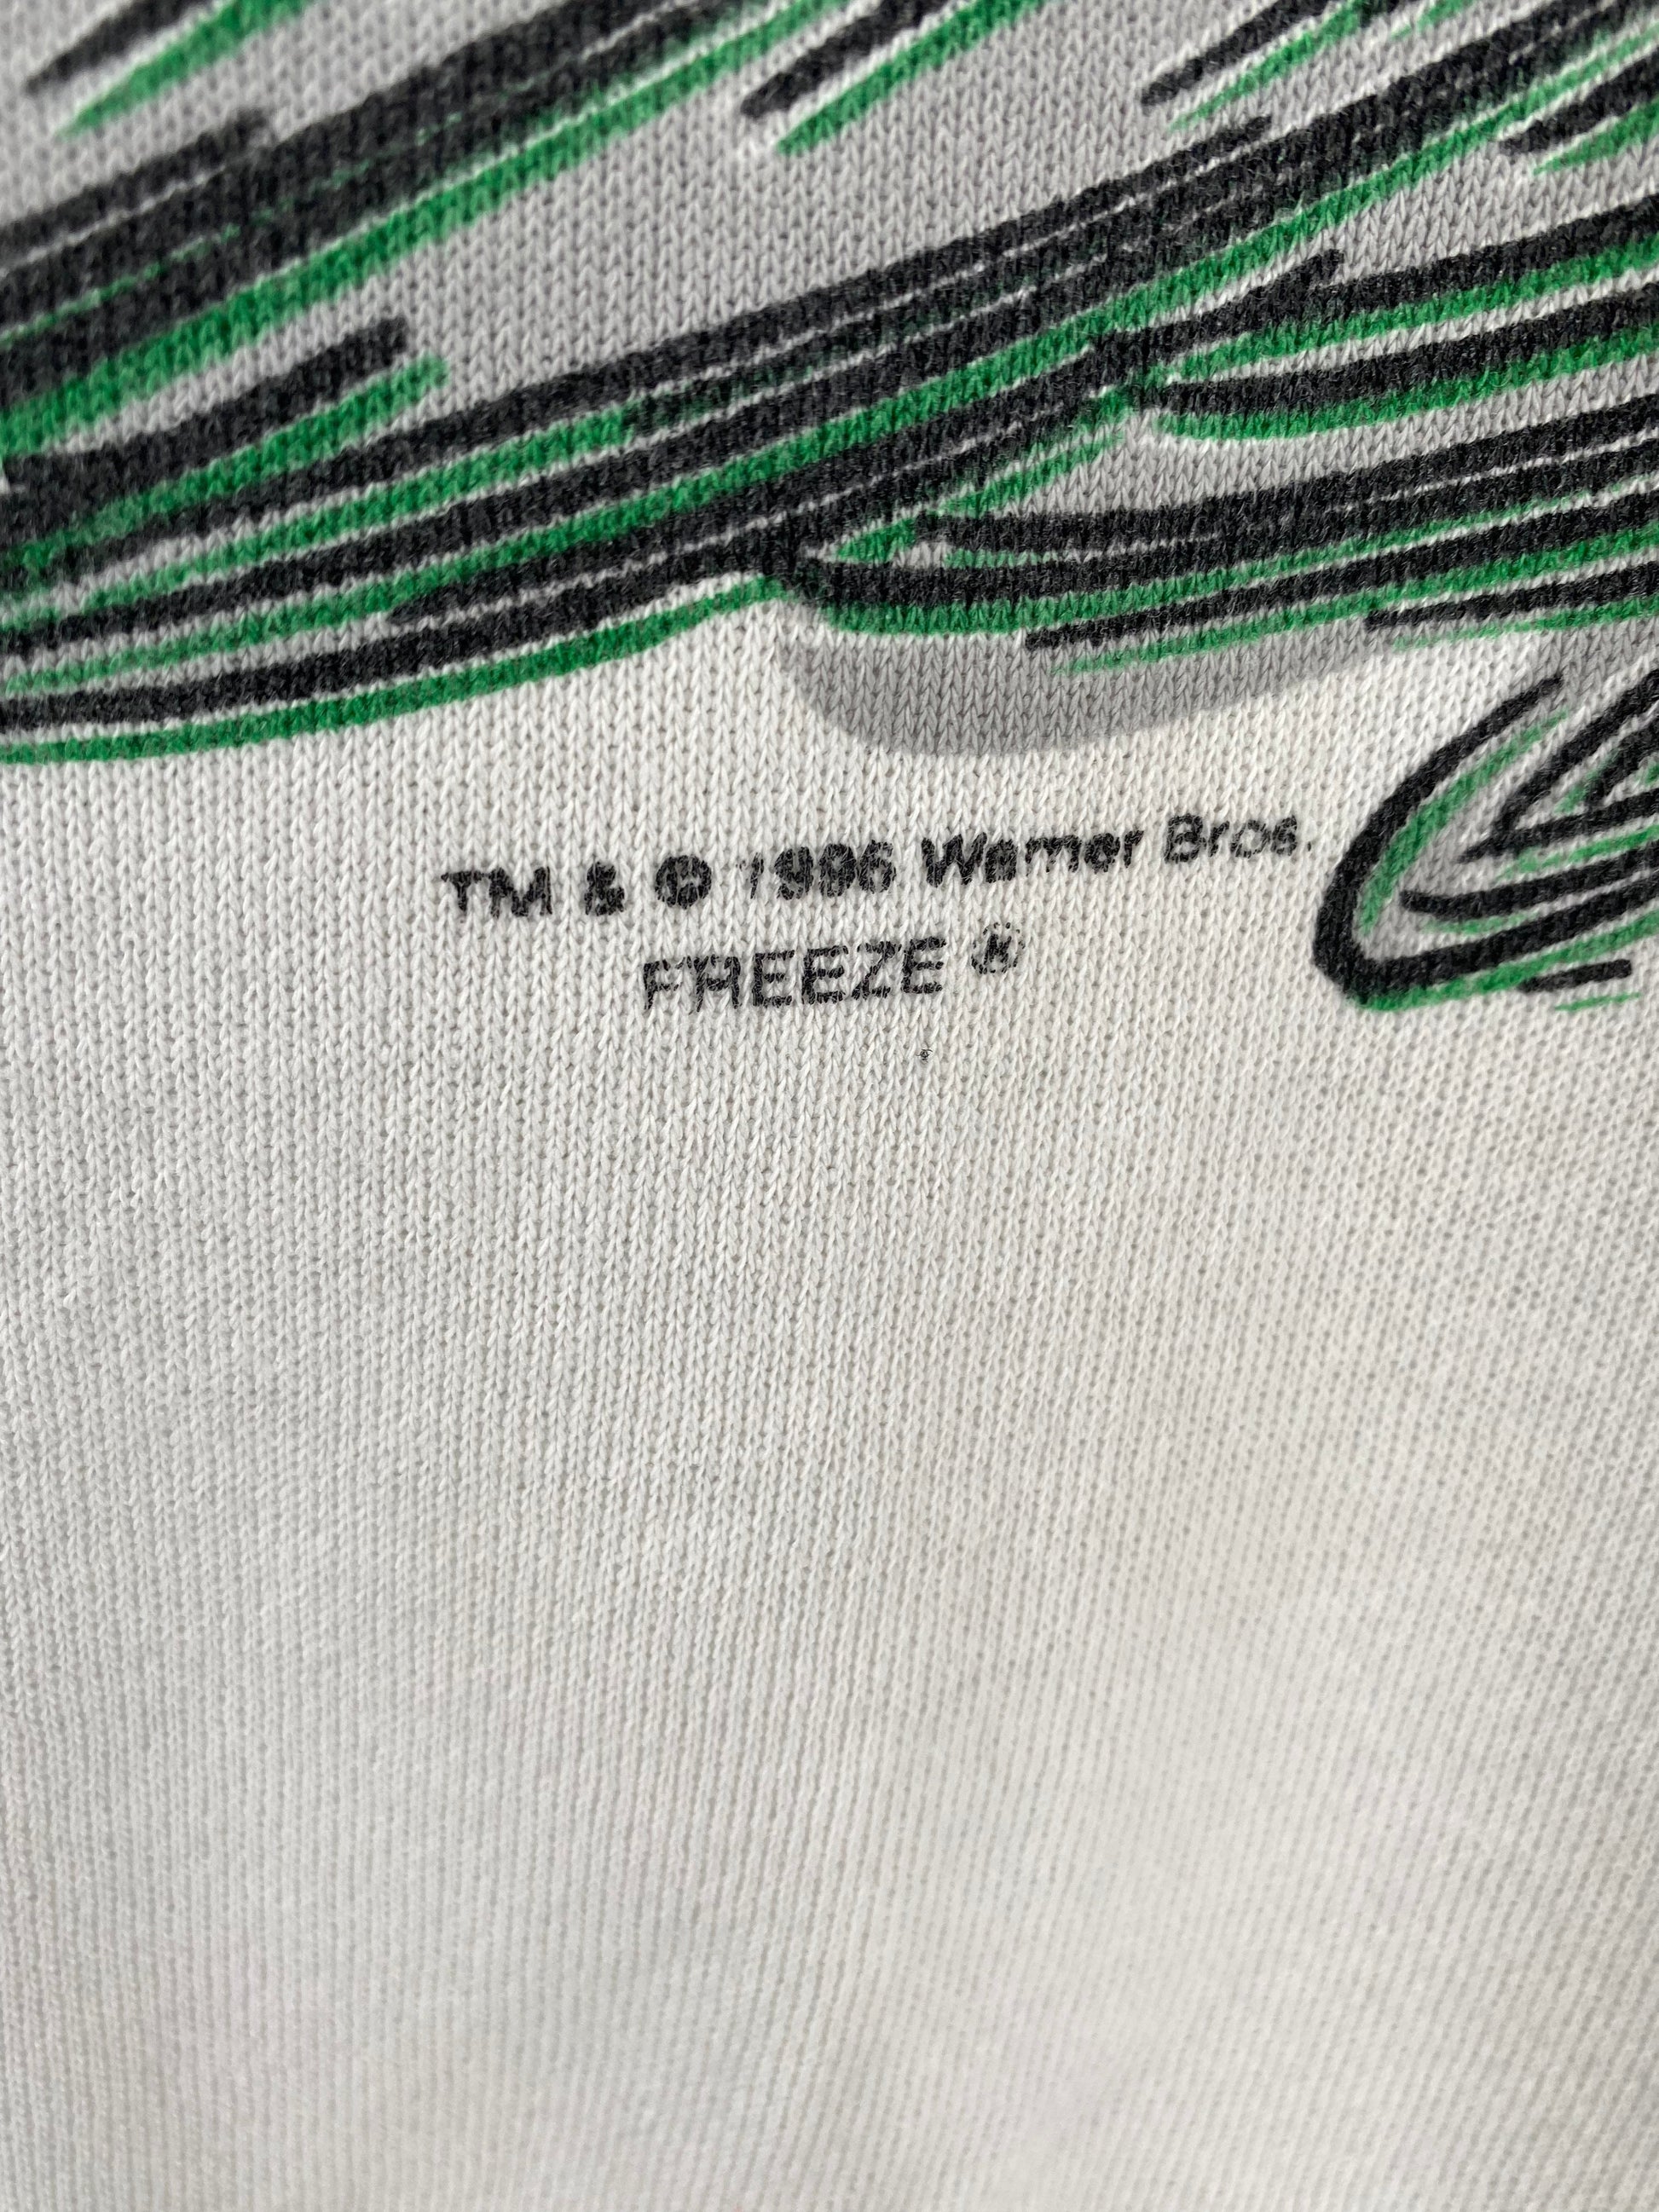 TM & © 1996 Warner Bros.
FREEZE ®